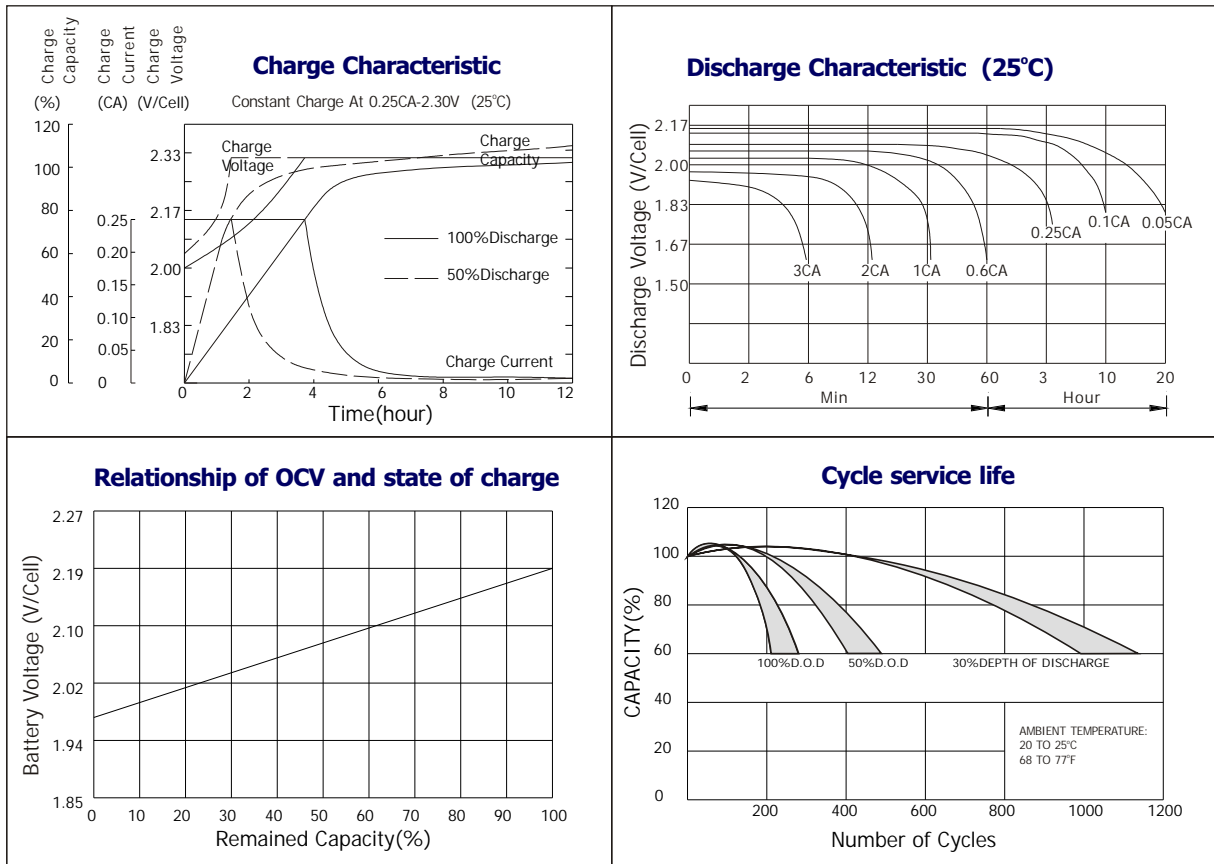 Charge Capacity
Charge Current
Charge Voltage
(%) (CA) (V/Cell)
Charge Characteristic
Constant Charge At 0.25CA-2.30V (25°C)
120
100
80
60
40
20
0
0.25
0.20
0.15
0.10
0.05
0
2.33
2.17
2.00
1.83
Charge Voltage
Charge Capacity
100%Discharge
50%Discharge
Charge Current
0 2 4 6 8 10 12
Time(hour)
Discharge Characteristic (25°C)
Discharge Voltage (V/Cell)
2.17
2.00
1.83
1.67
1.50
3CA 2CA 1CA 0.6CA 0.25CA 0.1CA 0.05CA
0 2 6 12 30 60 3 10 20
Min Hour
Relationship of OCV and state of charge
Battery Voltage (V/Cell)
2.27
2.19
2.10
2.02
1.94
1.85
0 10 20 30 40 50 60 70 80 90 100
Remained Capacity(%)
Cycle service life
CAPACITY(%)
120
100
80
60
40
20
0
100%D.O.D 50%D.O.D 30%DEPTH OF DISCHARGE
AMBIENT TEMPERATURE:
20 TO 25°C
68 TO 77°F
200 400 600 800 1000 1200
Number of Cycles